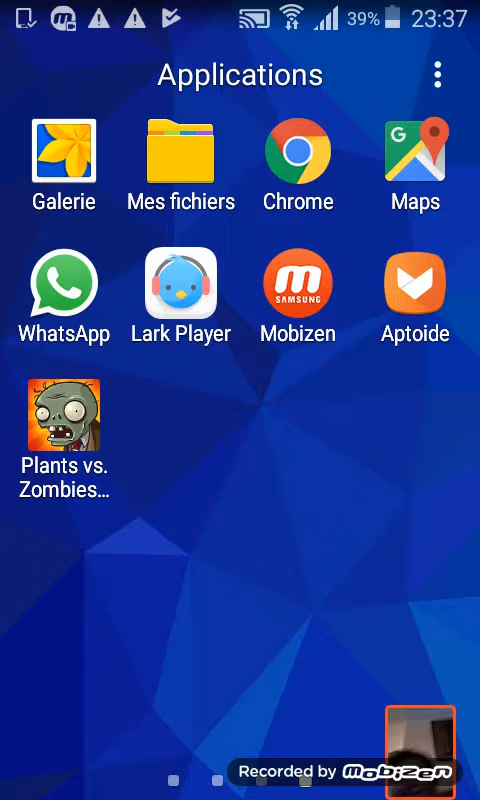 39% 23:37
Applications
Galerie Mes fichiers Chrome Maps
G
m
SAMSUNG
WhatsApp Lark Player Mobizen Aptoide
Plants vs.
Zombies...
Recorded by Mobizen